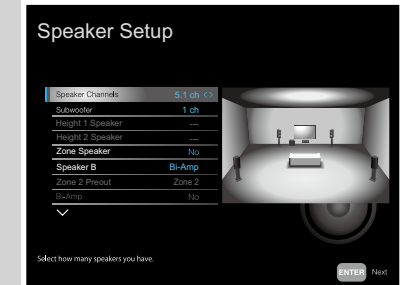 Speaker Setup
Speaker Channels 5.1 ch <>
Subwoofer 1 ch
Height 1 Speaker ---
Height 2 Speaker ---
Zone Speaker No
Speaker B Bi-Amp
Zone 2 Preout Zone 2
Bi-Amp No
Select how many speakers you have.
ENTER Next